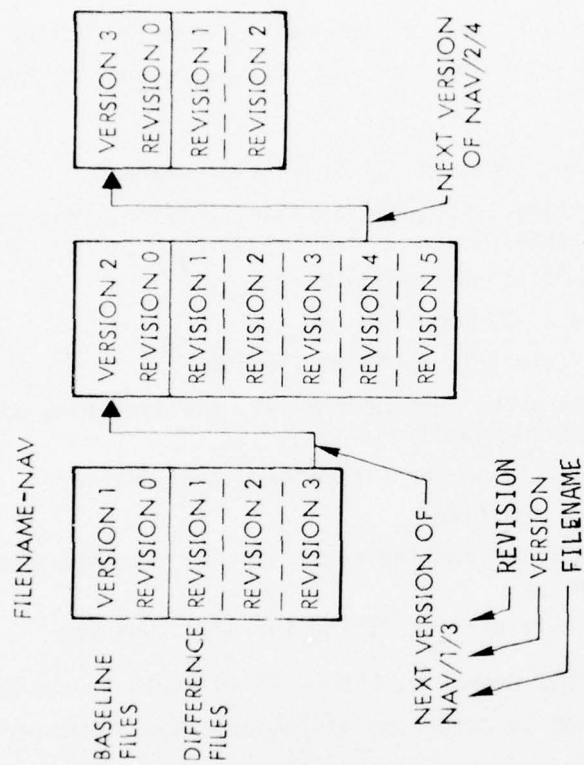 FILENAME-NAV
BASELINE
FILES
DIFFERENCE
FILES
VERSION 1
REVISION 0
REVISION 1
REVISION 2
REVISION 3
VERSION 2
REVISION 0
REVISION 1
REVISION 2
REVISION 3
REVISION 4
REVISION 5
VERSION 3
REVISION 0
REVISION 1
REVISION 2
NEXT VERSION OF
NAV/1/3
REVISION
VERSION
FILENAME
NEXT VERSION
OF NAV/2/4